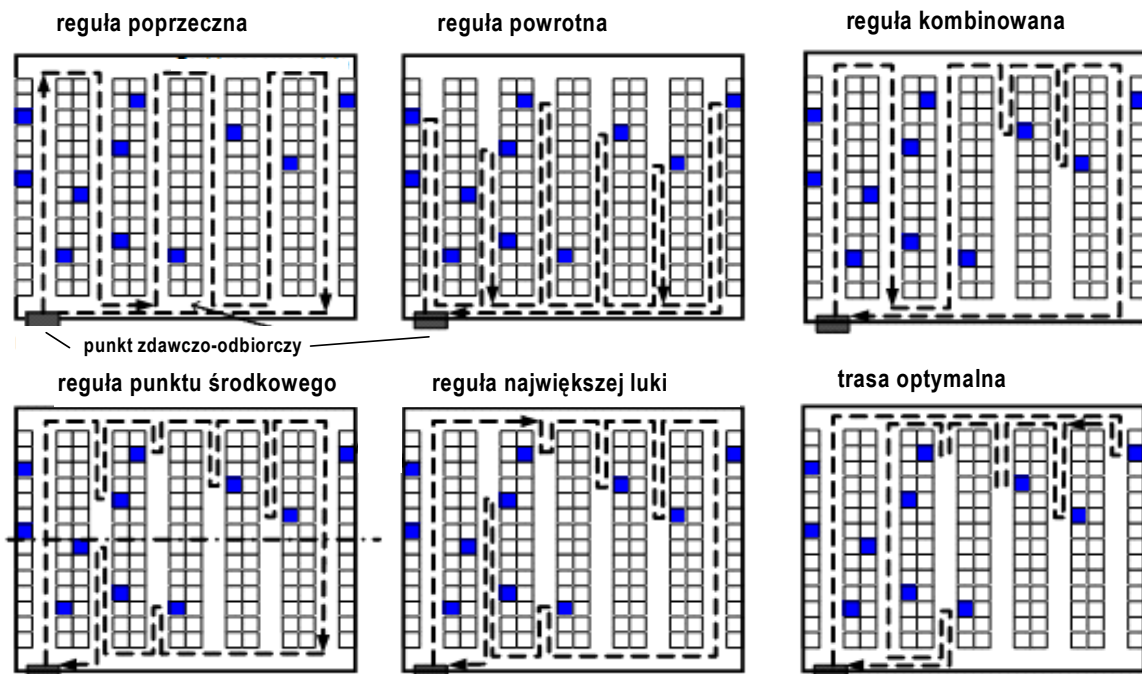 reguła poprzeczna
reguła powrotna
reguła kombinowana
punkt zdawczo-odbiorczy
reguła punktu środkowego
reguła największej luki
trasa optymalna